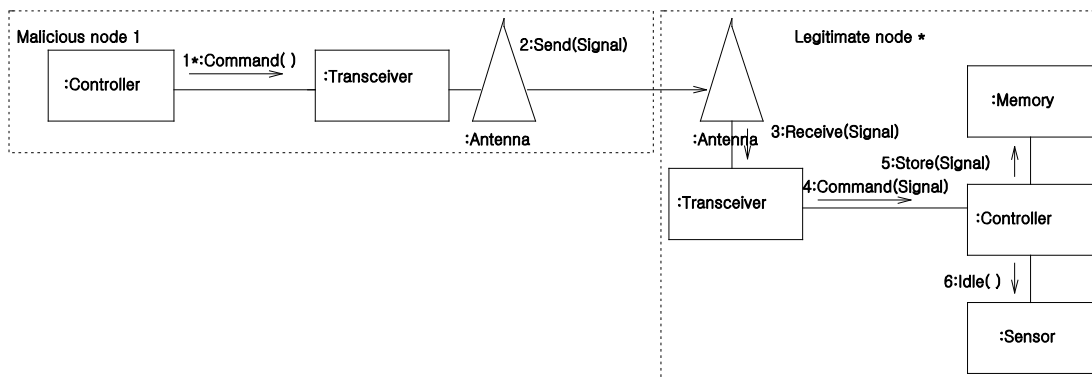 Malicious node 1
:Controller
1*:Command( )
:Transceiver
2:Send(Signal)
:Antenna
Legitimate node *
:Antenna
3:Receive(Signal)
:Transceiver
4:Command(Signal)
:Memory
5:Store(Signal)
:Controller
6:Idle( )
:Sensor